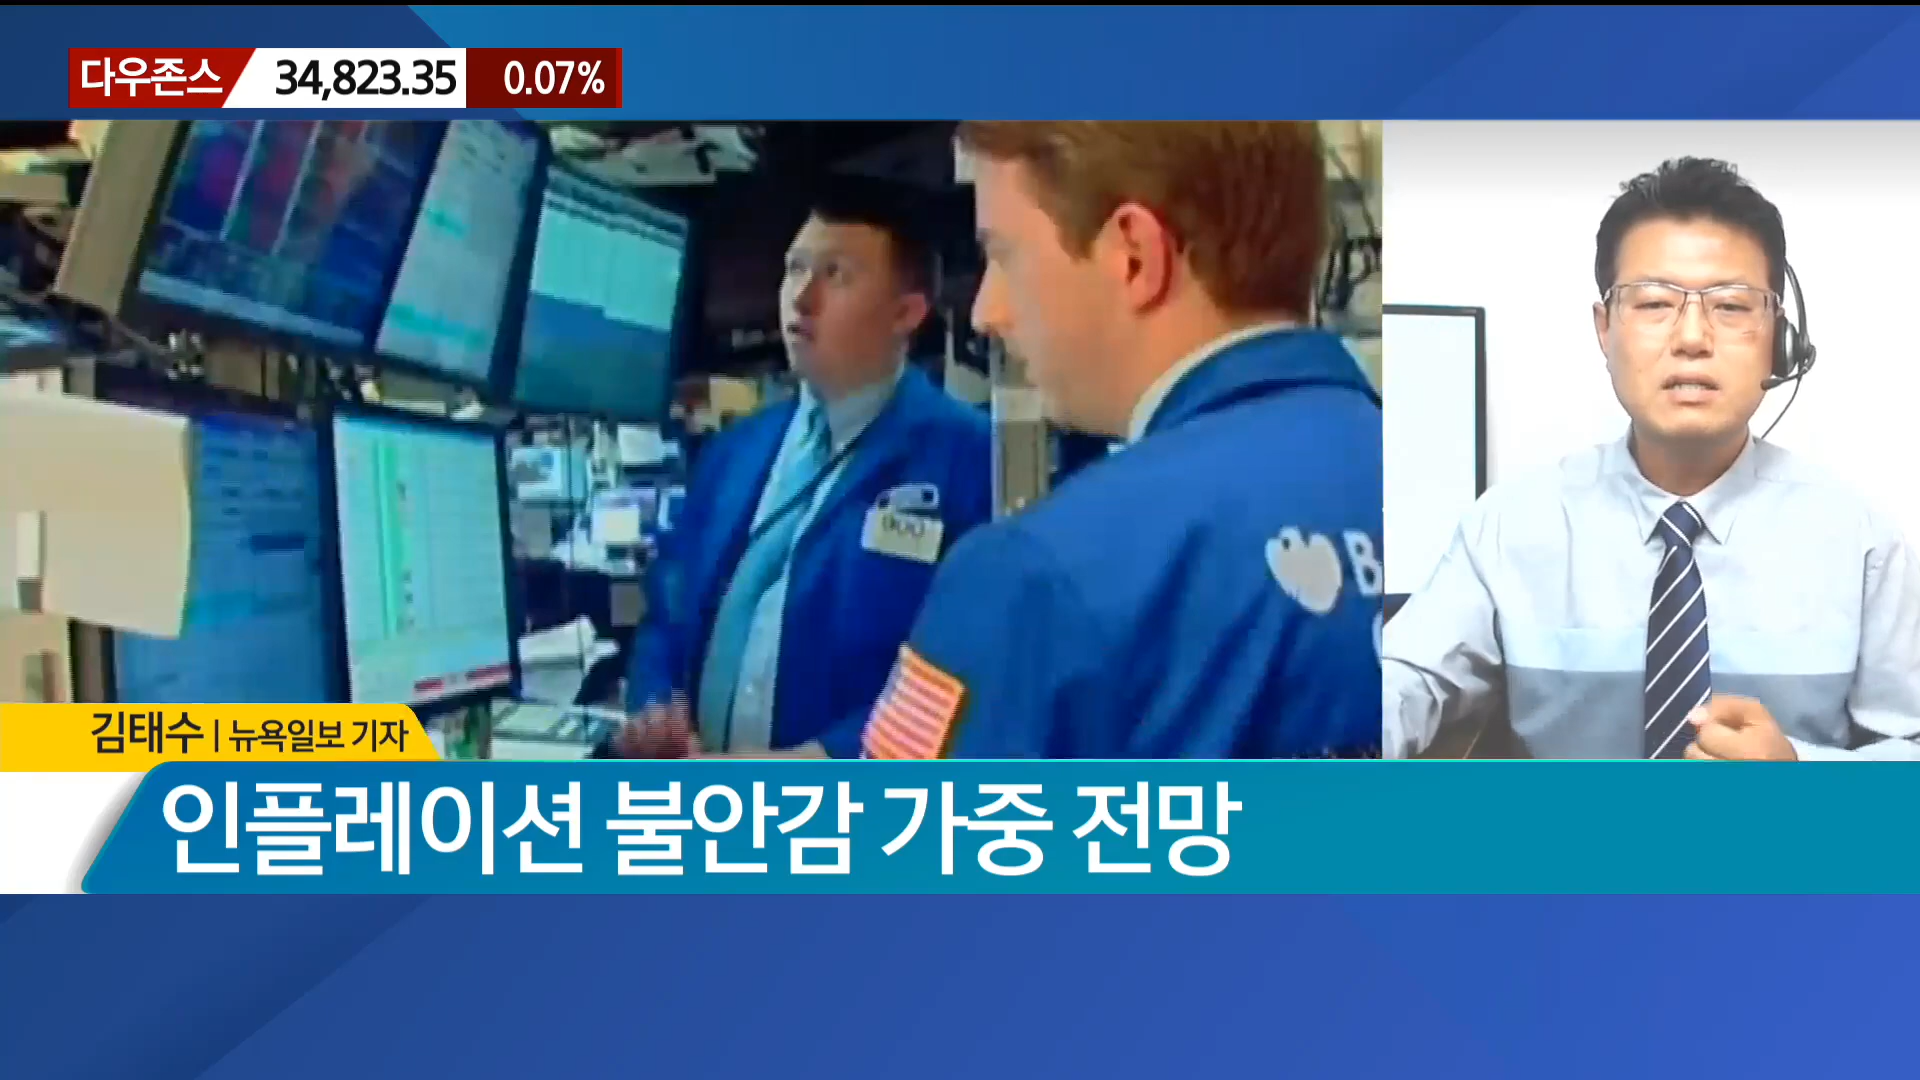 다우존스 34,823.35 0.07%
900
B
김태수 | 뉴욕일보 기자
인플레이션 불안감 가중 전망